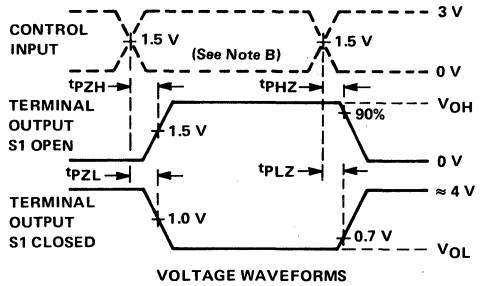 3 V
CONTROL
INPUT
1.5 V
(See Note B)
1.5 V
0 V
tPZH
tPHZ
TERMINAL
OUTPUT
S1 OPEN
1.5 V
90%
VOH
0 V
tPZL
tPLZ
≈ 4 V
TERMINAL
OUTPUT
S1 CLOSED
1.0 V
0.7 V
VOL
VOLTAGE WAVEFORMS